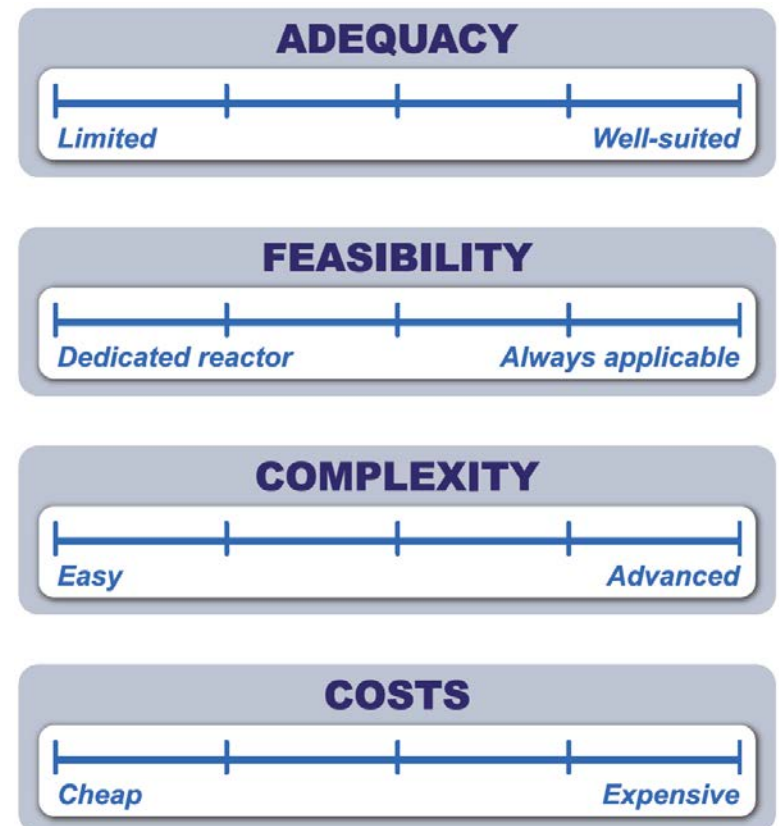 ADEQUACY
Limited Well-suited
FEASIBILITY
Dedicated reactor Always applicable
COMPLEXITY
Easy Advanced
COSTS
Cheap Expensive